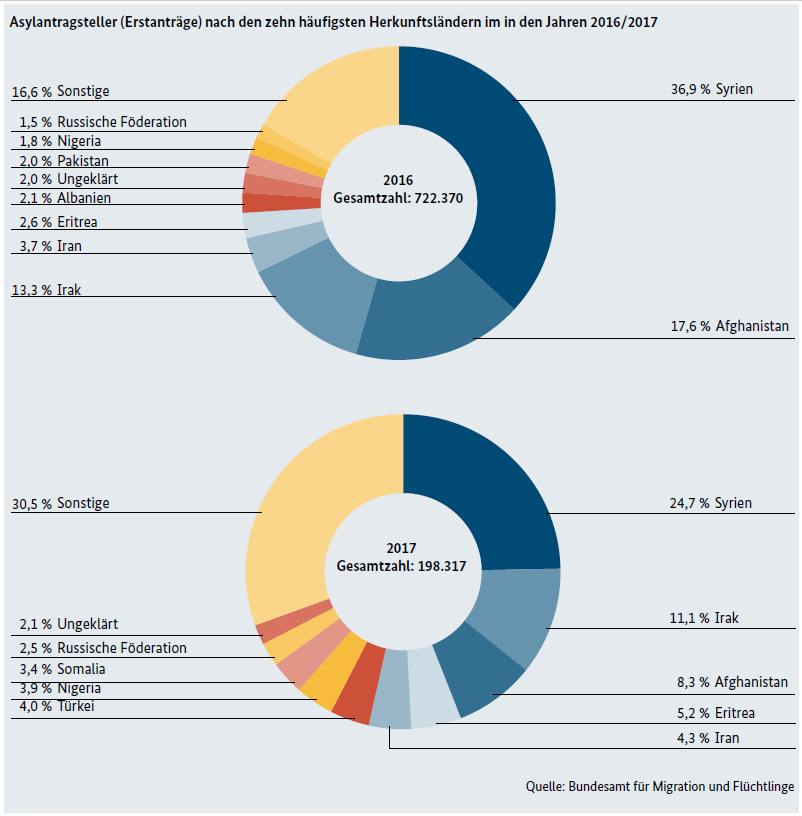 Asylantragsteller (Erstanträge) nach den zehn häufigsten Herkunftsländern im in den Jahren 2016/2017
16,6 % Sonstige
36,9 % Syrien
1,5 % Russische Föderation
1,8 % Nigeria
2,0 % Pakistan
2,0 % Ungeklärt
2,1 % Albanien
2,6 % Eritrea
3,7 % Iran
13,3 % Irak
2016
Gesamtzahl: 722.370
17,6 % Afghanistan
30,5 % Sonstige
24,7 % Syrien
2017
Gesamtzahl: 198.317
2,1 % Ungeklärt
2,5 % Russische Föderation
3,4 % Somalia
3,9 % Nigeria
4,0 % Türkei
11,1 % Irak
8,3 % Afghanistan
5,2 % Eritrea
4,3 % Iran
Quelle: Bundesamt für Migration und Flüchtlinge